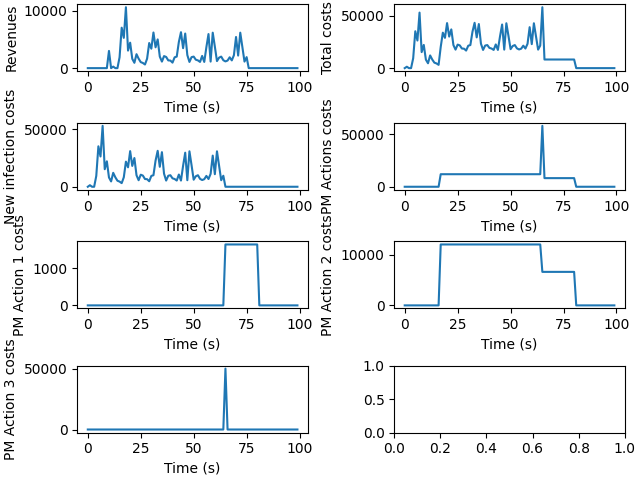 Revenues
10000
0
0 25 50 75 100
Time (s)
Total costs
50000
0
0 25 50 75 100
Time (s)
New infection costs
50000
0
0 25 50 75 100
Time (s)
PM Actions costs
50000
0
0 25 50 75 100
Time (s)
PM Action 1 costs
1000
0
0 25 50 75 100
Time (s)
PM Action 2 costs
10000
0
0 25 50 75 100
Time (s)
PM Action 3 costs
50000
0
0 25 50 75 100
Time (s)
1.0
0.5
0.0
0.0 0.2 0.4 0.6 0.8 1.0